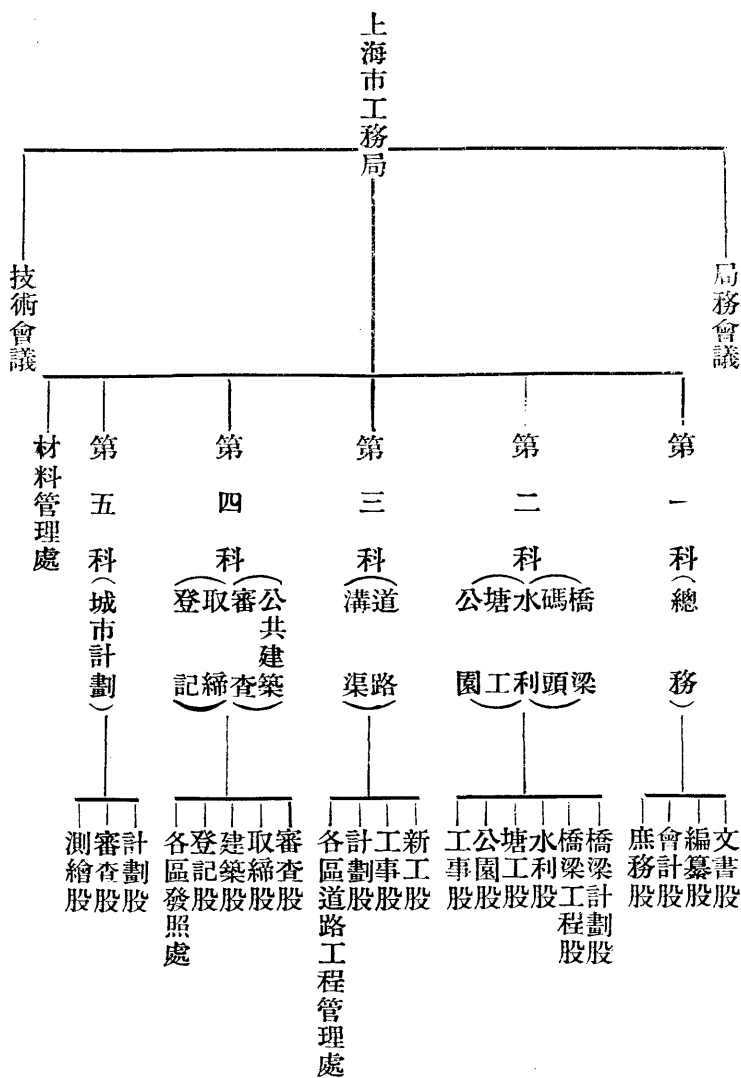 上海市工務局
局務會議
技術會議
第一科（總務）
第二科（橋梁碼頭水利塘工公園）
第三科（道路溝渠）
第四科（公共建築審查取締登記）
第五科（城市計劃）
材料管理處
文書股
編纂股
會計股
庶務股
橋梁計劃股
橋梁工程股
水利股
塘工股
公園股
工事股
新工股
工事股
計劃股
各區道路工程管理處
審查股
取締股
建築股
登記股
各區發照處
計劃股
審查股
測繪股